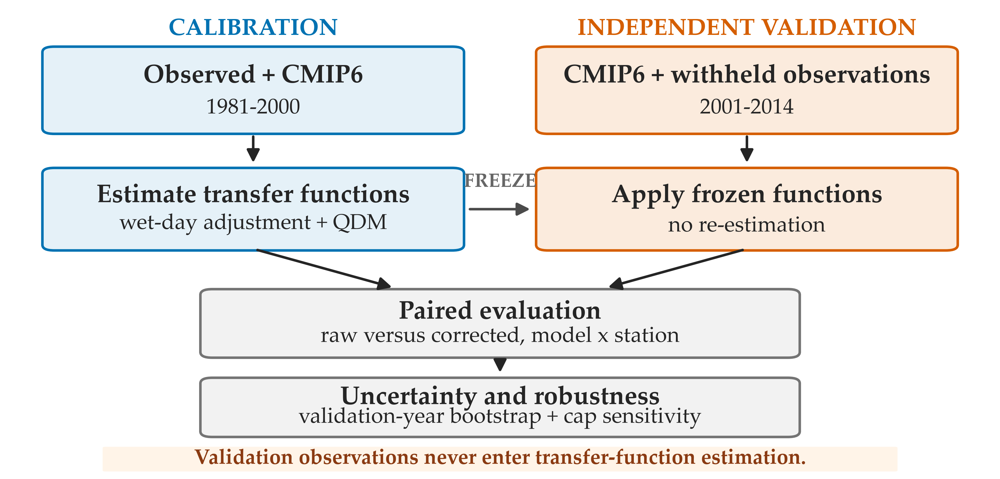 CALIBRATION
INDEPENDENT VALIDATION
Observed + CMIP6
1981-2000
CMIP6 + withheld observations
2001-2014
Estimate transfer functions
wet-day adjustment + QDM
FREEZE
Apply frozen functions
no re-estimation
Paired evaluation
raw versus corrected, model x station
Uncertainty and robustness
validation-year bootstrap + cap sensitivity
Validation observations never enter transfer-function estimation.